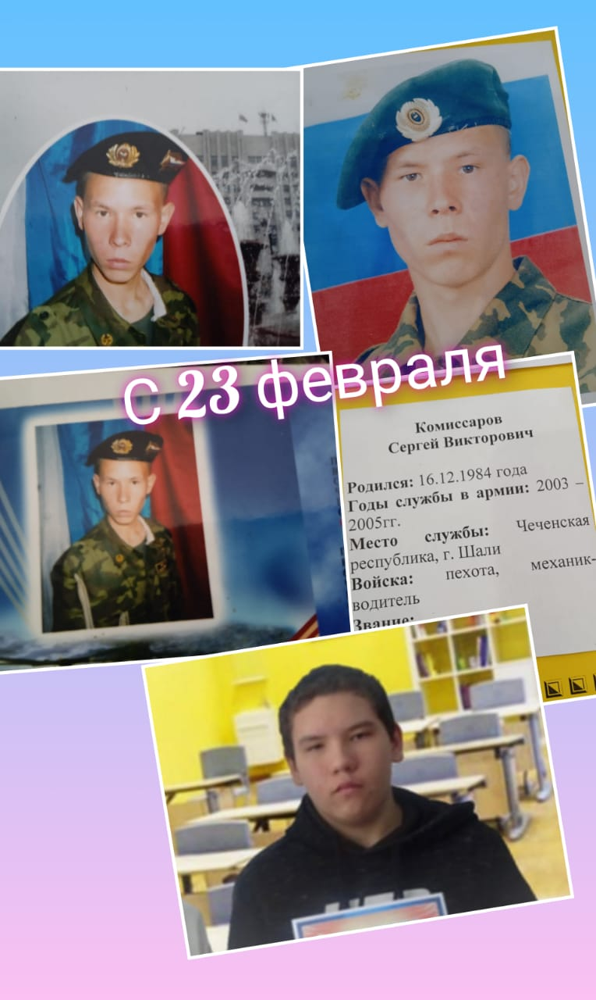 С 23 февраля
Комиссаров
Сергей Викторович
Родился: 16.12.1984 года
Годы службы в армии: 2003 –
2005гг.
Место службы: Чеченская
республика, г. Шали
Войска: пехота, механик-
водитель
Звание: